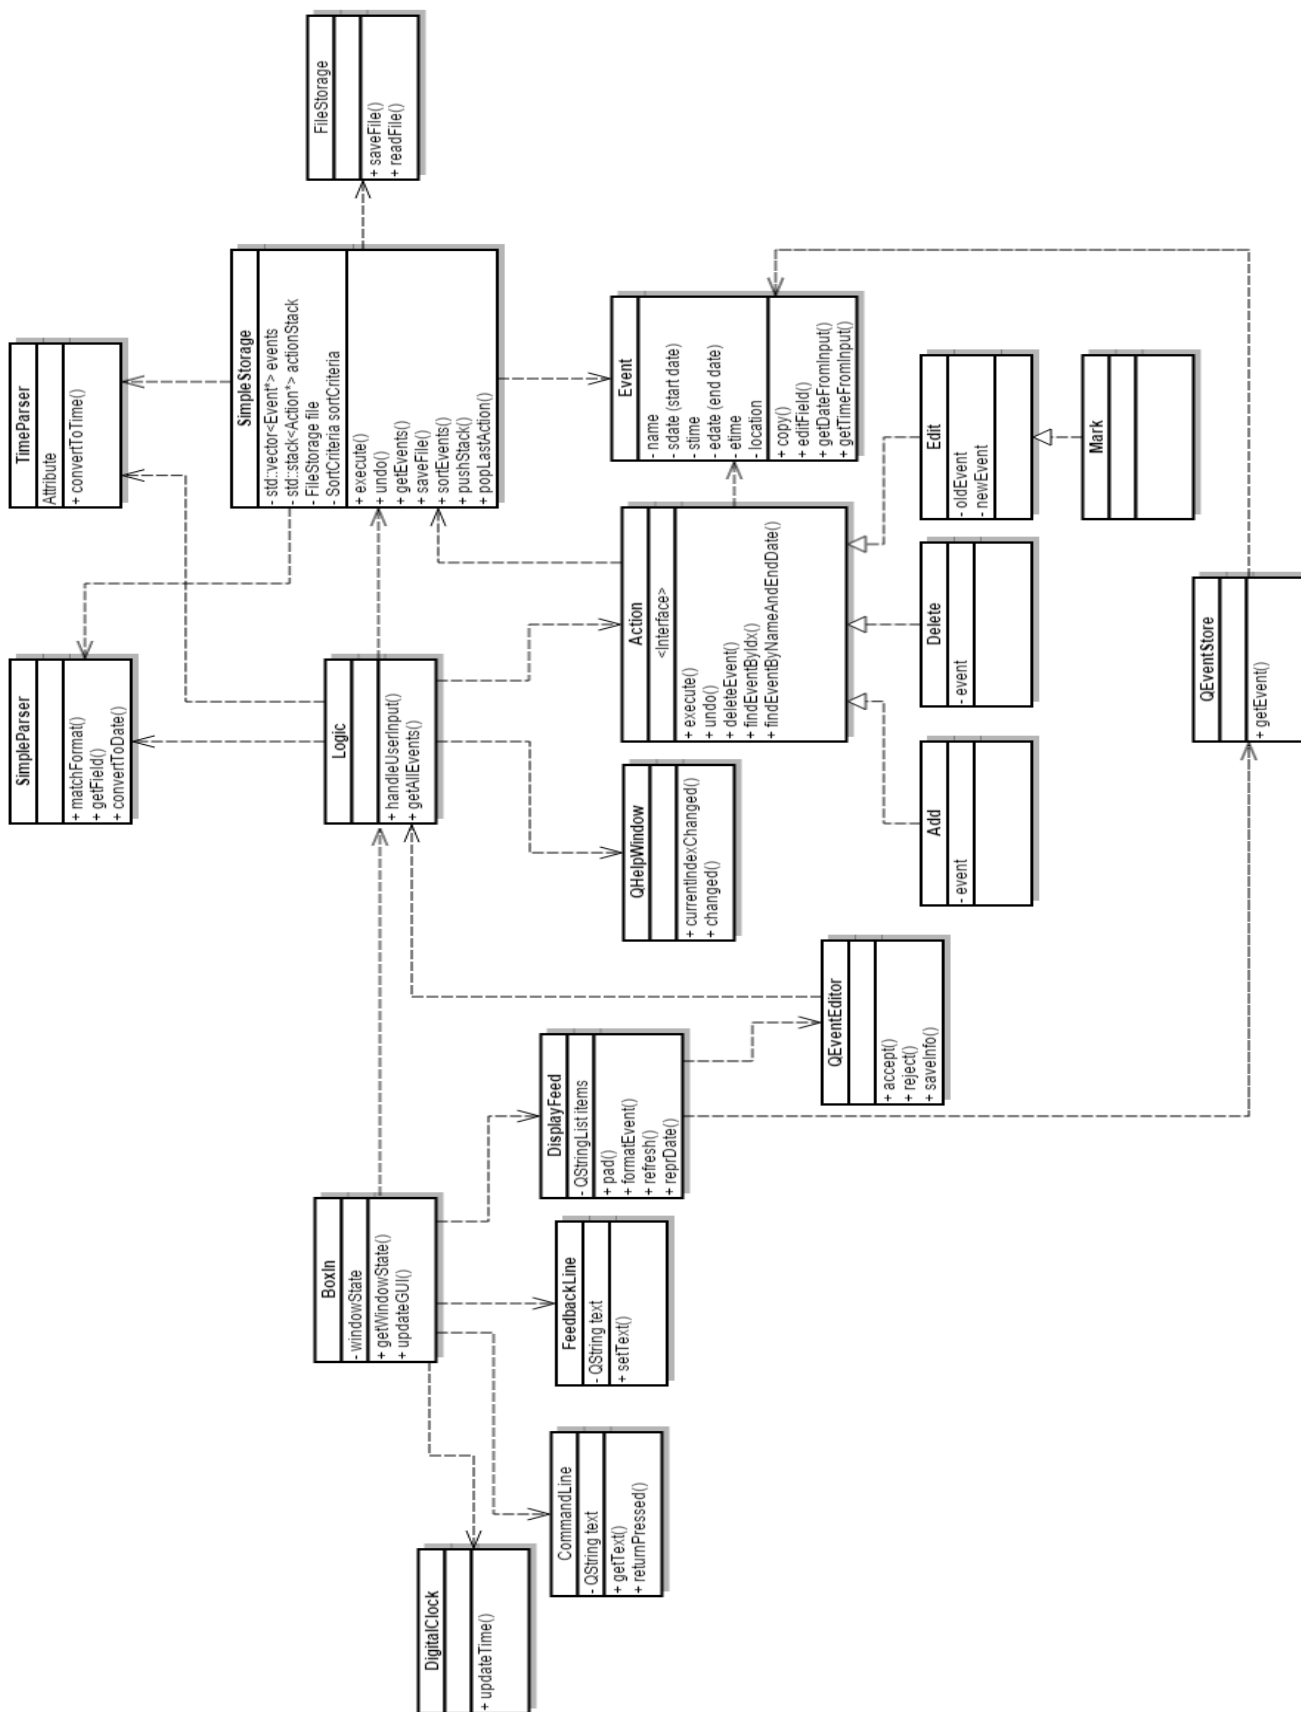 DigitalClock
+ updateTime()
CommandLine
- QString text
+ getText()
+ returnPressed()
BoxIn
- windowState
+ getWindowState()
+ updateGUI()
FeedbackLine
- QString text
+ setText()
DisplayFeed
- QStringList items
+ pad()
+ formatEvent()
+ refresh()
+ reprDate()
QEventEditor
+ accept()
+ reject()
+ saveInfo()
SimpleParser
+ matchFormat()
+ getField()
+ convertToDate()
Logic
+ handleUserInput()
+ getAllEvents()
QHelpWindow
+ currentIndexChanged()
+ changed()
Add
- event
TimeParser
Attribute
+ convertToTime()
SimpleStorage
- std::vector<Event*> events
- std::stack<Action*> actionStack
- FileStorage file
- SortCriteria sortCriteria
+ execute()
+ undo()
+ getEvents()
+ saveFile()
+ sortEvents()
+ pushStack()
+ popLastAction()
Action
<Interface>
+ execute()
+ undo()
+ deleteEvent()
+ findEventByIdx()
+ findEventByNameAndEndDate()
Delete
- event
QEventStore
+ getEvent()
FileStorage
+ saveFile()
+ readFile()
Event
- name
- sdate (start date)
- stime
- edate (end date)
- etime
- location
+ copy()
+ editField()
+ getDateFromInput()
+ getTimeFromInput()
Edit
- oldEvent
- newEvent
Mark